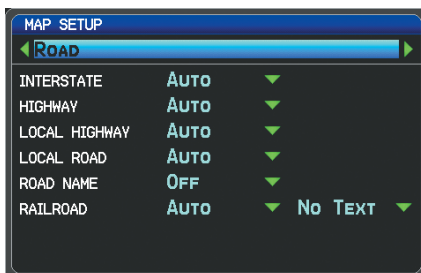 MAP SETUP
ROAD
INTERSTATE AUTO
HIGHWAY AUTO
LOCAL HIGHWAY AUTO
LOCAL ROAD AUTO
ROAD NAME OFF
RAILROAD AUTO NO TEXT